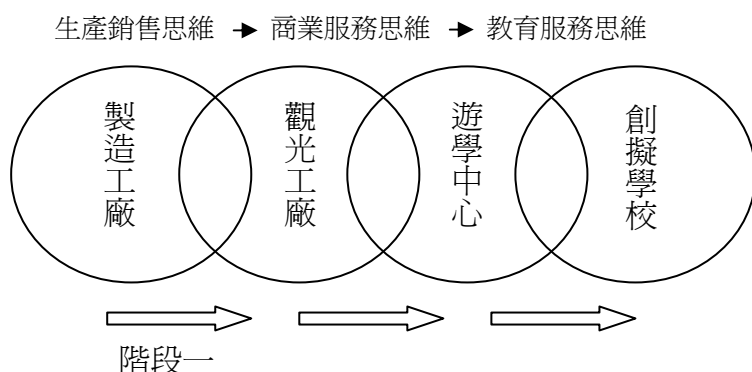 生產銷售思維 → 商業服務思維 → 教育服務思維
製造工廠
觀光工廠
遊學中心
創擬學校
階段一